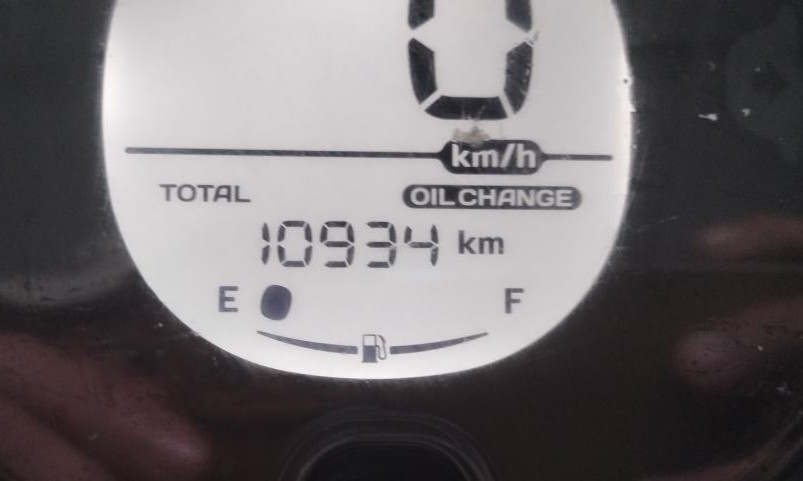 0
km/h
TOTAL OIL CHANGE
10934 km
E F